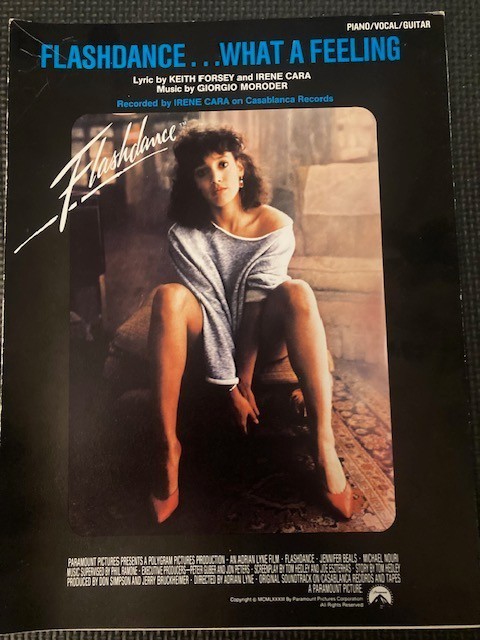 PIANO/VOCAL/GUITAR
FLASHDANCE...WHAT A FEELING
Lyric by KEITH FORSEY and IRENE CARA
Music by GIORGIO MORODER
Recorded by IRENE CARA on Casablanca Records
Flashdance™
PARAMOUNT PICTURES PRESENTS A POLYGRAM PICTURES PRODUCTION · AN ADRIAN LYNE FILM · FLASHDANCE · JENNIFER BEALS · MICHAEL NOURI
MUSIC SUPERVISED BY PHIL RAMONE · EXECUTIVE PRODUCERS—PETER GUBER AND JON PETERS · SCREENPLAY BY TOM HEDLEY AND JOE ESZTERHAS · STORY BY TOM HEDLEY
PRODUCED BY DON SIMPSON AND JERRY BRUCKHEIMER · DIRECTED BY ADRIAN LYNE · ORIGINAL SOUNDTRACK ON CASABLANCA RECORDS AND TAPES
A PARAMOUNT PICTURE
Copyright © MCMLXXXIII By Paramount Pictures Corporation
All Rights Reserved